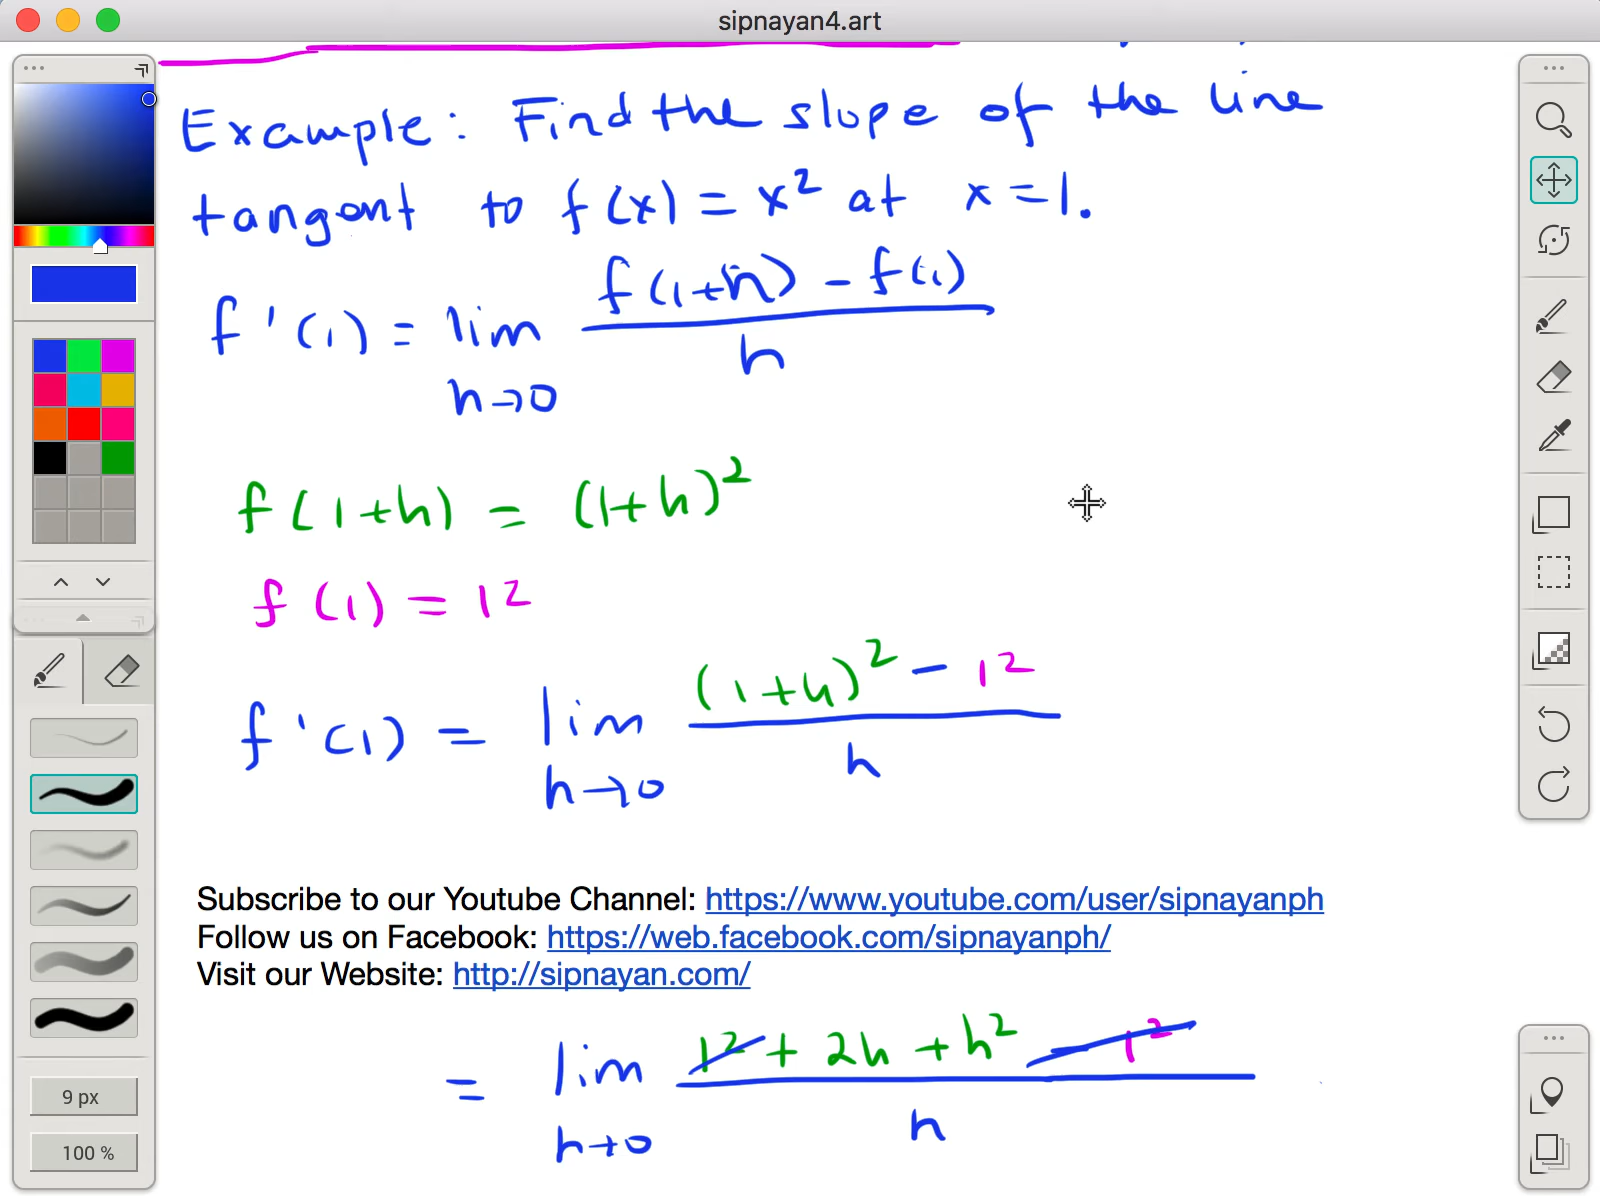 sipnayan4.art
Example: Find the slope of the line
tangent to f(x) = x² at x = 1.
f'(1) = lim h→0 f(1+h) - f(1) / h
f(1+h) = (1+h)²
f(1) = 1²
f'(1) = lim h→0 (1+h)² - 1² / h
Subscribe to our Youtube Channel: https://www.youtube.com/user/sipnayanph
Follow us on Facebook: https://web.facebook.com/sipnayanph/
Visit our Website: http://sipnayan.com/
= lim h→0 1² + 2h + h² - 1² / h
9 px
100 %